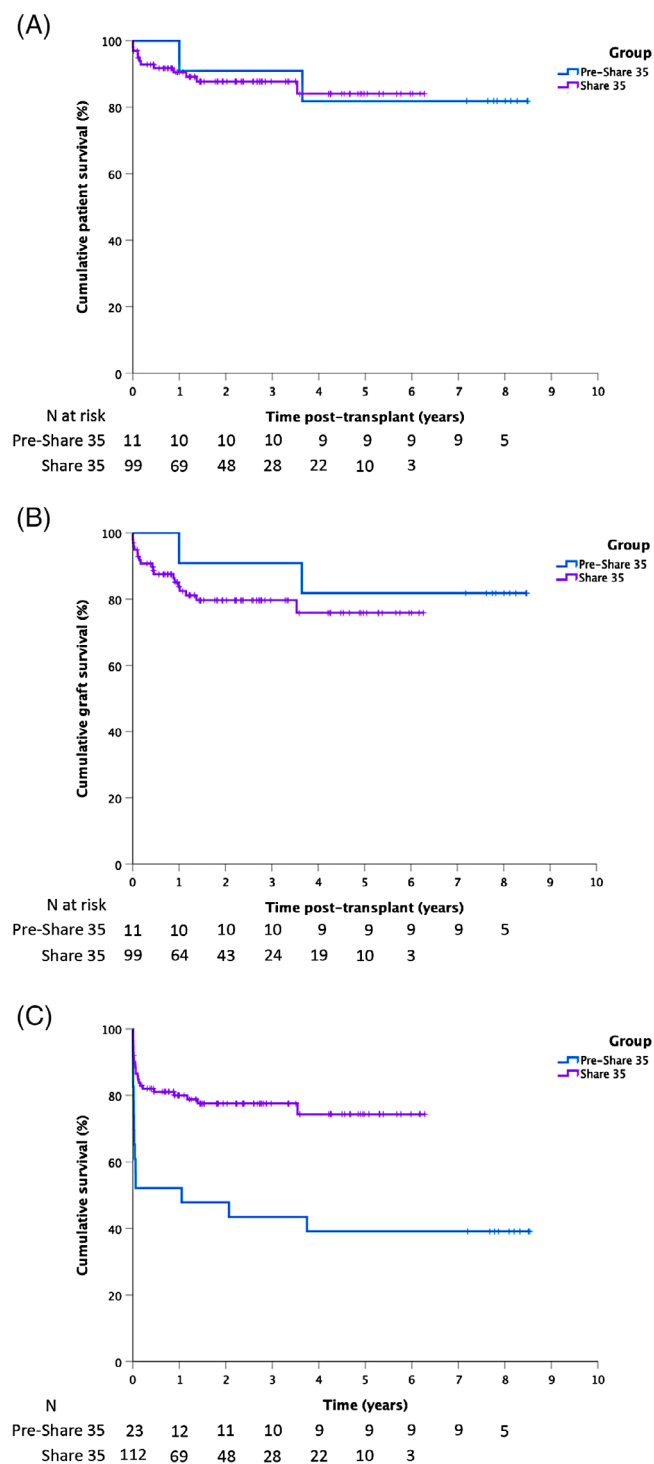 (A)
Group
Pre-Share 35
Share 35
Cumulative patient survival (%)
100
80
60
40
20
0
0 1 2 3 4 5 6 7 8 9 10
N at risk Time post-transplant (years)
Pre-Share 35 11 10 10 10 9 9 9 9 5
Share 35 99 69 48 28 22 10 3
(B)
Group
Pre-Share 35
Share 35
Cumulative graft survival (%)
100
80
60
40
20
0
0 1 2 3 4 5 6 7 8 9 10
N at risk Time post-transplant (years)
Pre-Share 35 11 10 10 10 9 9 9 9 5
Share 35 99 64 43 24 19 10 3
(C)
Group
Pre-Share 35
Share 35
Cumulative survival (%)
100
80
60
40
20
0
0 1 2 3 4 5 6 7 8 9 10
N Time (years)
Pre-Share 35 23 12 11 10 9 9 9 9 5
Share 35 112 69 48 28 22 10 3